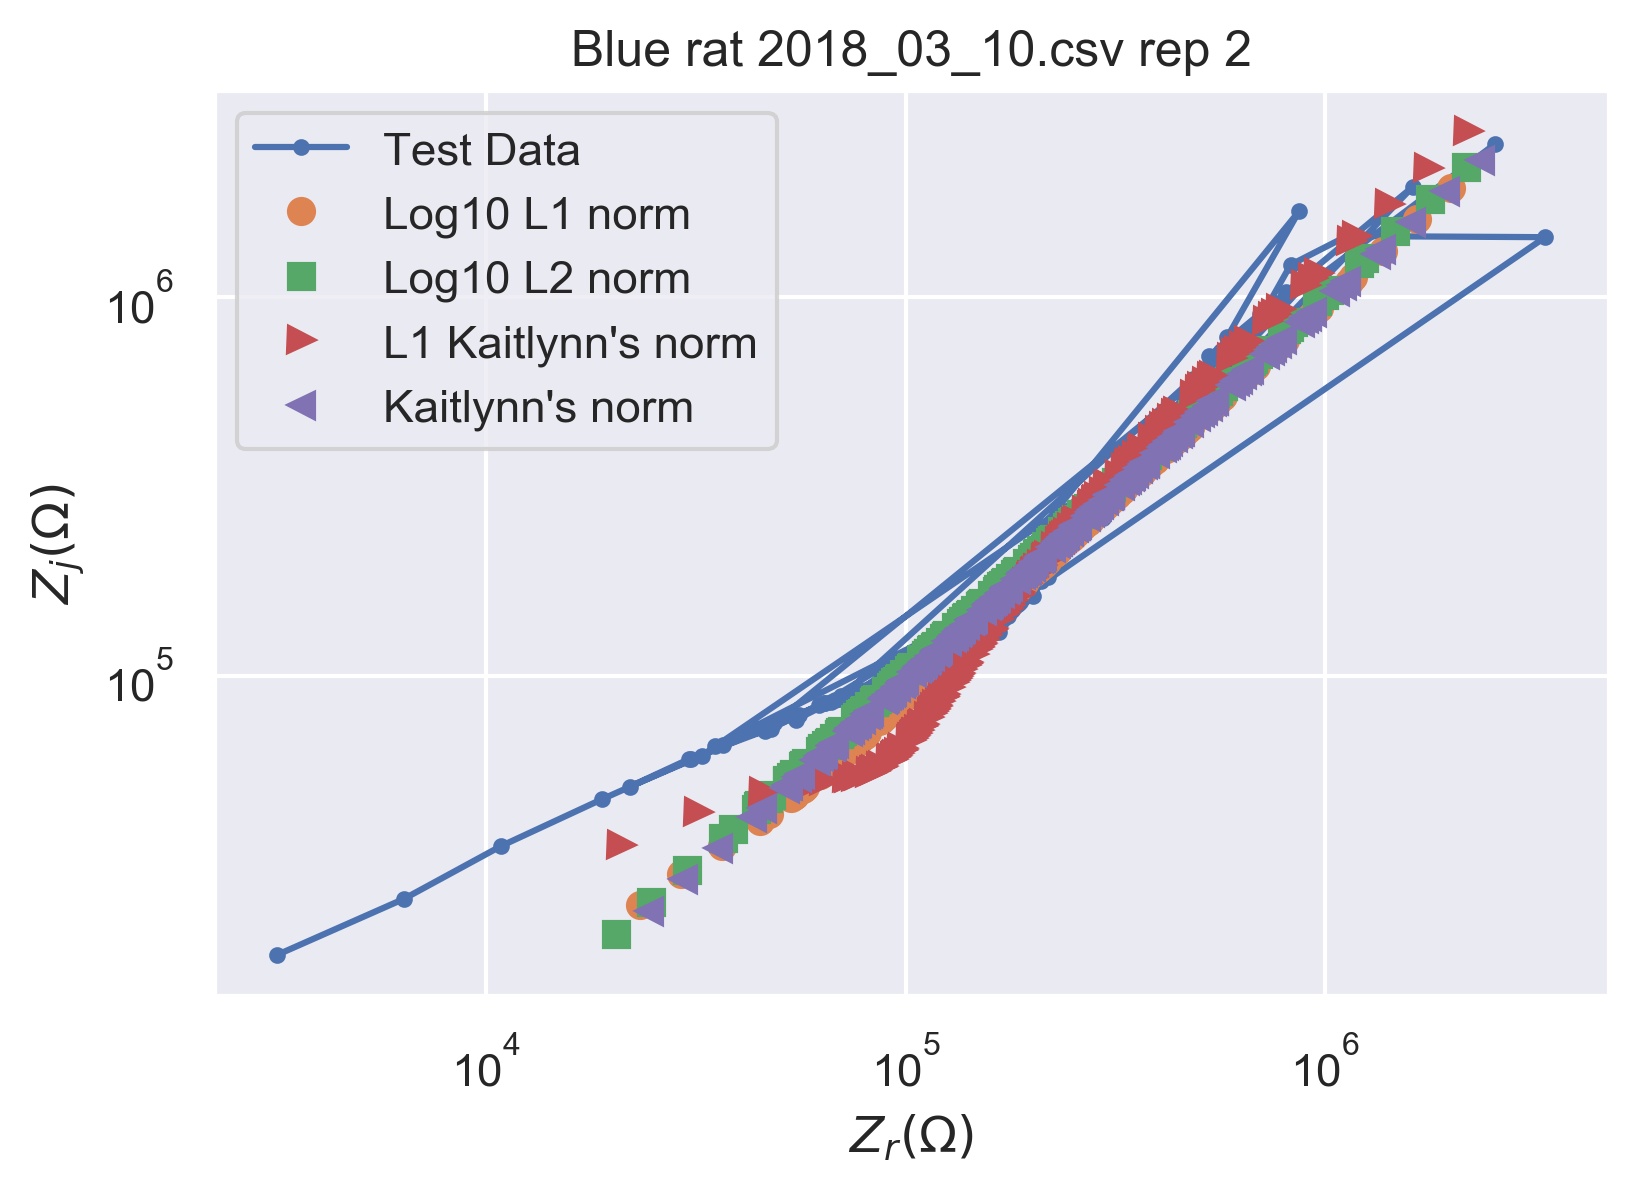 Blue rat 2018_03_10.csv rep 2
Test Data
Log10 L1 norm
Log10 L2 norm
L1 Kaitlynn's norm
Kaitlynn's norm
10^6
10^5
Z_j(Ω)
10^4 10^5 10^6
Z_r(Ω)